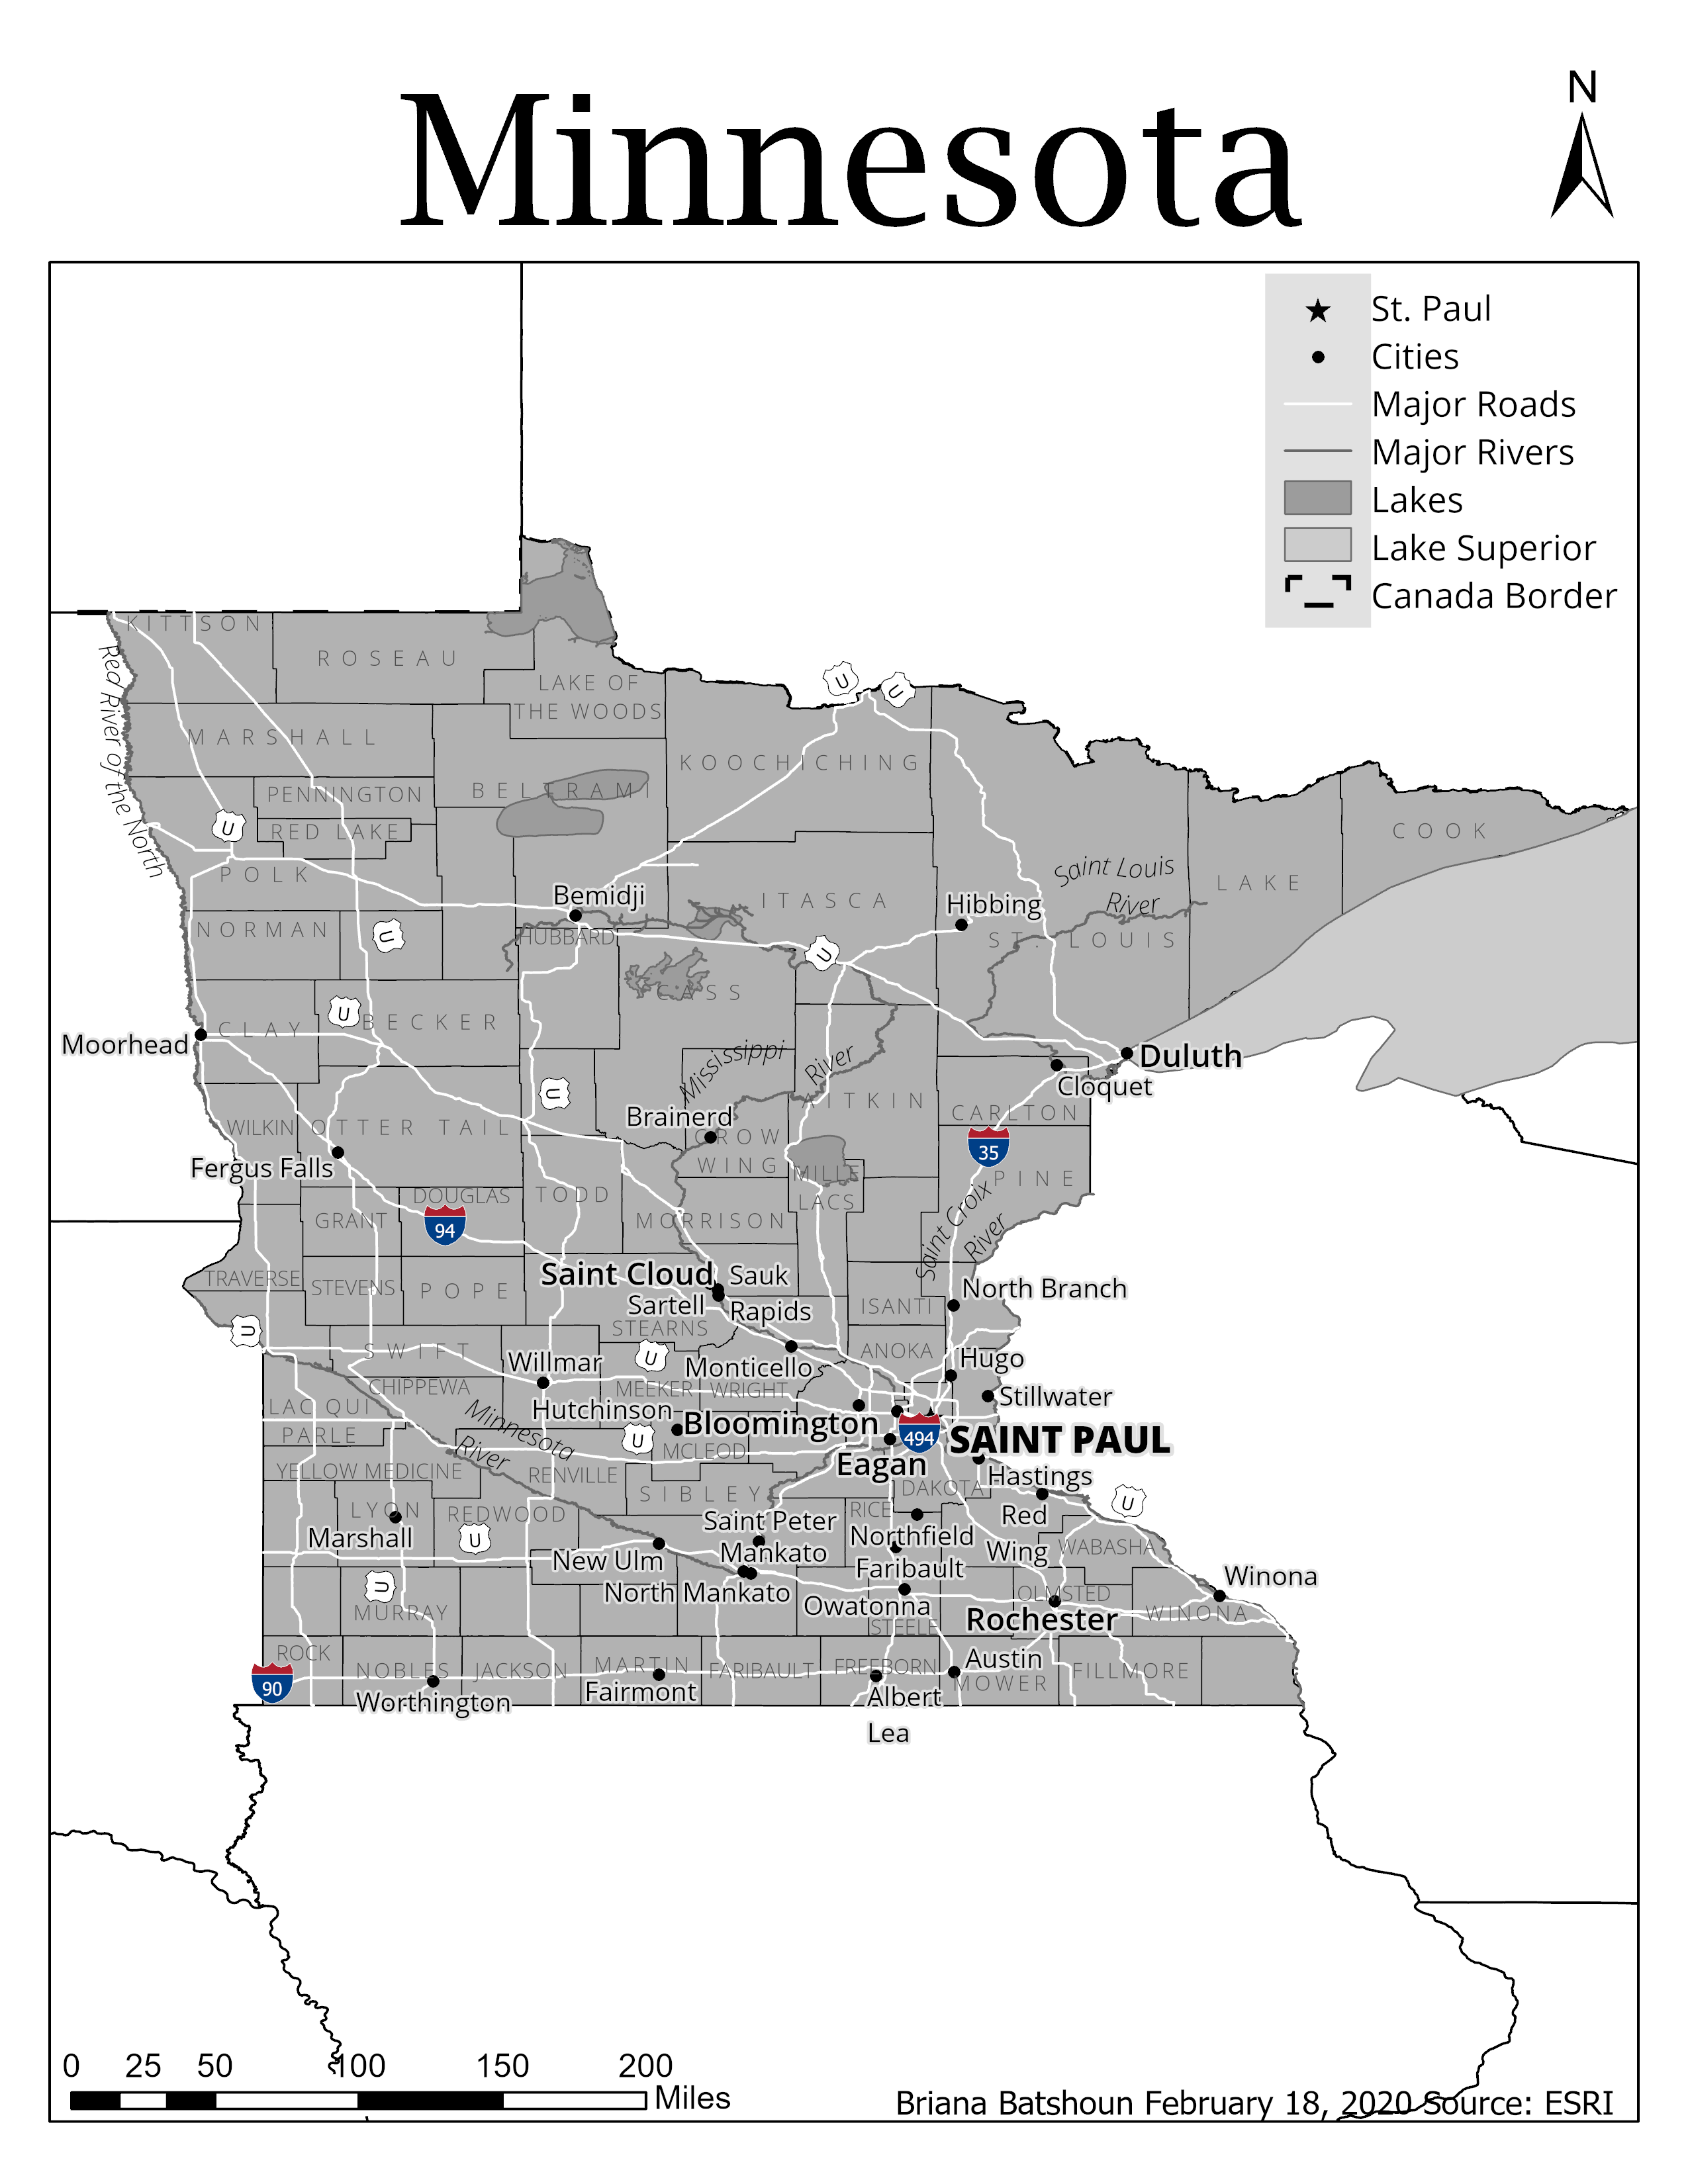 Minnesota
N
St. Paul
Cities
Major Roads
Major Rivers
Lakes
Lake Superior
Canada Border
KITTSON
ROSEAU
Red River of the North
LAKE OF
THE WOODS
U
U
MARSHALL
KOOCHICHING
BELTRAMI
PENNINGTON
RED LAKE
U
COOK
POLK
Saint Louis
River
LAKE
Bemidji
ITASCA
Hibbing
NORMAN
U
HUBBARD
ST. LOUIS
U
CASS
U
BECKER
CLAY
Moorhead
Duluth
Mississippi
River
Cloquet
U
AITKIN
CARLTON
Brainerd
WILKIN
OTTER TAIL
CROW
WING
35
Fergus Falls
MILLE
LACS
PINE
DOUGLAS
TODD
GRANT
94
MORRISON
Saint Croix
River
TRAVERSE
STEVENS
POPE
Saint Cloud
Sauk
Rapids
North Branch
Sartell
ISANTI
STEARNS
U
SWIFT
Willmar
U
Monticello
ANOKA
Hugo
CHIPPEWA
MEEKER
WRIGHT
Stillwater
LAC QUI
PARLE
Minnesota
River
Hutchinson
Bloomington
494
SAINT PAUL
U
MCLEOD
Eagan
YELLOW MEDICINE
RENVILLE
Hastings
DAKOTA
SIBLEY
U
LYON
REDWOOD
RICE
Red
Wing
Marshall
U
Saint Peter
Northfield
New Ulm
Mankato
Faribault
WABASHA
U
North Mankato
Owatonna
OLMSTED
Winona
MURRAY
STEELE
Rochester
WINONA
ROCK
NOBLES
JACKSON
MARTIN
FARIBAULT
FREEBORN
Austin
MOWER
FILLMORE
90
Worthington
Fairmont
Albert
Lea
0 25 50 100 150 200
Miles
Briana Batshoun February 18, 2020 Source: ESRI